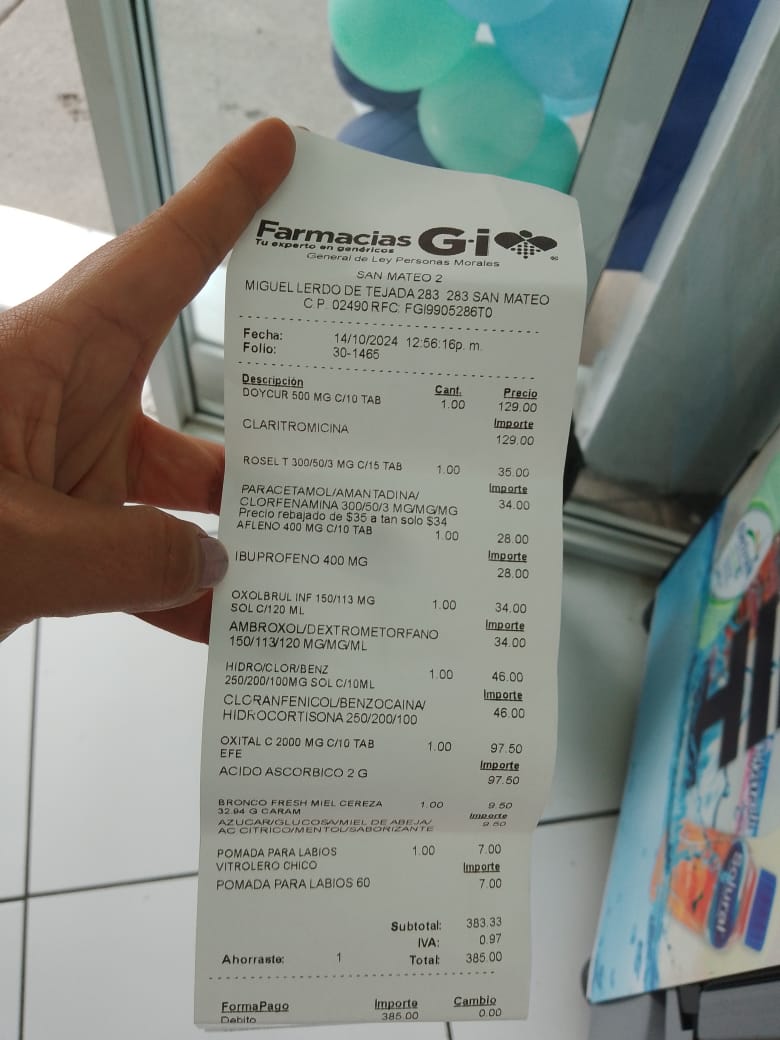 Farmacias G·i
Tu experto en genéricos
General de Ley Personas Morales
SAN MATEO 2
MIGUEL LERDO DE TEJADA 283 283 SAN MATEO
C P. 02490 RFC: FGI9905286T0
Fecha: 14/10/2024 12:56:16p. m.
Folio: 30-1465
Descripción Cant. Precio
DOYCUR 500 MG C/10 TAB 1.00 129.00
Importe
CLARITROMICINA 129.00
ROSEL T 300/50/3 MG C/15 TAB 1.00 35.00
Importe
PARACETAMOL/AMANTADINA/ 34.00
CLORFENAMINA 300/50/3 MG/MG/MG
Precio rebajado de $35 a tan solo $34
AFLENO 400 MG C/10 TAB 1.00 28.00
Importe
IBUPROFENO 400 MG 28.00
OXOLBRUL INF 150/113 MG 1.00 34.00
SOL C/120 ML
Importe
AMBROXOL/DEXTROMETORFANO 34.00
150/113/120 MG/MG/ML
HIDRO/CLOR/BENZ 1.00 46.00
250/200/100MG SOL C/10ML
Importe
CLORANFENICOL/BENZOCAINA/ 46.00
HIDROCORTISONA 250/200/100
OXITAL C 2000 MG C/10 TAB 1.00 97.50
EFE
Importe
ACIDO ASCORBICO 2 G 97.50
BRONCO FRESH MIEL CEREZA 1.00 9.50
32.94 G CARAM
Importe
AZUCAR/GLUCOSA/MIEL DE ABEJA/ 9.50
AC CITRICO/MENTOL/SABORIZANTE
POMADA PARA LABIOS 1.00 7.00
VITROLERO CHICO
Importe
POMADA PARA LABIOS 60 7.00
Subtotal: 383.33
IVA: 0.97
Ahorraste: 1 Total: 385.00
FormaPago Importe Cambio
Debito 385.00 0.00